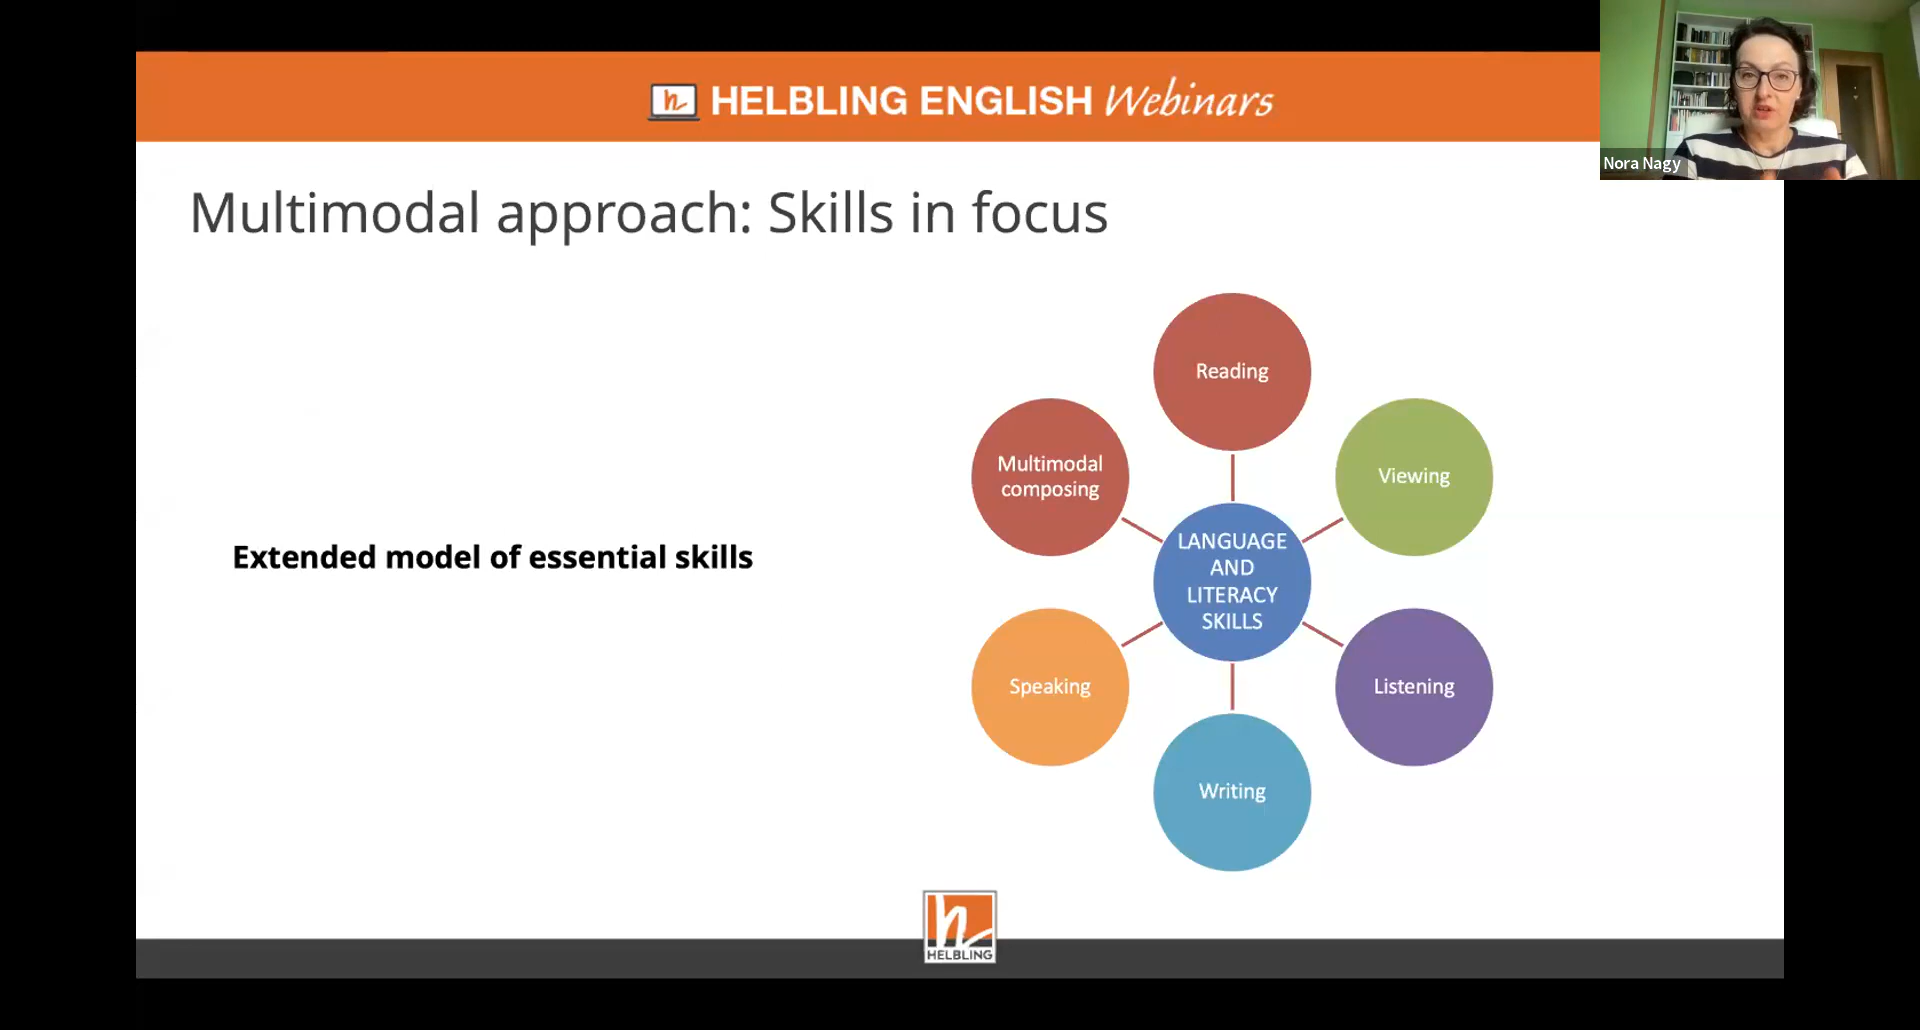 HELBLING ENGLISH Webinars
Nora Nagy
Multimodal approach: Skills in focus
Reading
Multimodal
composing
Viewing
Extended model of essential skills
LANGUAGE
AND
LITERACY
SKILLS
Speaking
Listening
Writing
HELBLING